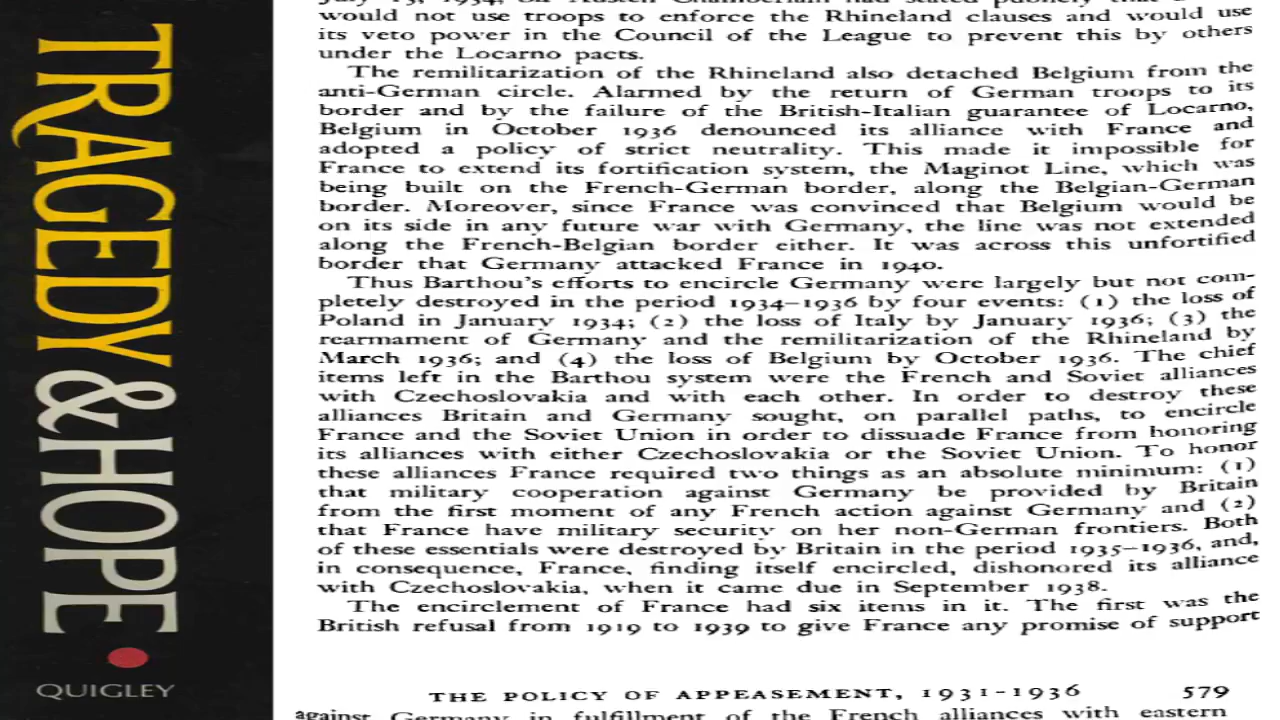 TRAGEDY & HOPE
QUIGLEY
would not use troops to enforce the Rhineland clauses and would use
its veto power in the Council of the League to prevent this by others
under the Locarno pacts.
The remilitarization of the Rhineland also detached Belgium from the
anti-German circle. Alarmed by the return of German troops to its
border and by the failure of the British-Italian guarantee of Locarno,
Belgium in October 1936 denounced its alliance with France and
adopted a policy of strict neutrality. This made it impossible for
France to extend its fortification system, the Maginot Line, which was
being built on the French-German border, along the Belgian-German
border. Moreover, since France was convinced that Belgium would be
on its side in any future war with Germany, the line was not extended
along the French-Belgian border either. It was across this unfortified
border that Germany attacked France in 1940.
Thus Barthou's efforts to encircle Germany were largely but not com-
pletely destroyed in the period 1934–1936 by four events: (1) the loss of
Poland in January 1934; (2) the loss of Italy by January 1936; (3) the
rearmament of Germany and the remilitarization of the Rhineland by
March 1936; and (4) the loss of Belgium by October 1936. The chief
items left in the Barthou system were the French and Soviet alliances
with Czechoslovakia and with each other. In order to destroy these
alliances Britain and Germany sought, on parallel paths, to encircle
France and the Soviet Union in order to dissuade France from honoring
its alliances with either Czechoslovakia or the Soviet Union. To honor
these alliances France required two things as an absolute minimum: (1)
that military cooperation against Germany be provided by Britain
from the first moment of any French action against Germany and (2)
that France have military security on her non-German frontiers. Both
of these essentials were destroyed by Britain in the period 1935–1936, and,
in consequence, France, finding itself encircled, dishonored its alliance
with Czechoslovakia, when it came due in September 1938.
The encirclement of France had six items in it. The first was the
British refusal from 1919 to 1939 to give France any promise of support
THE POLICY OF APPEASEMENT, 1931-1936 579
against Germany in fulfillment of the French alliances with eastern